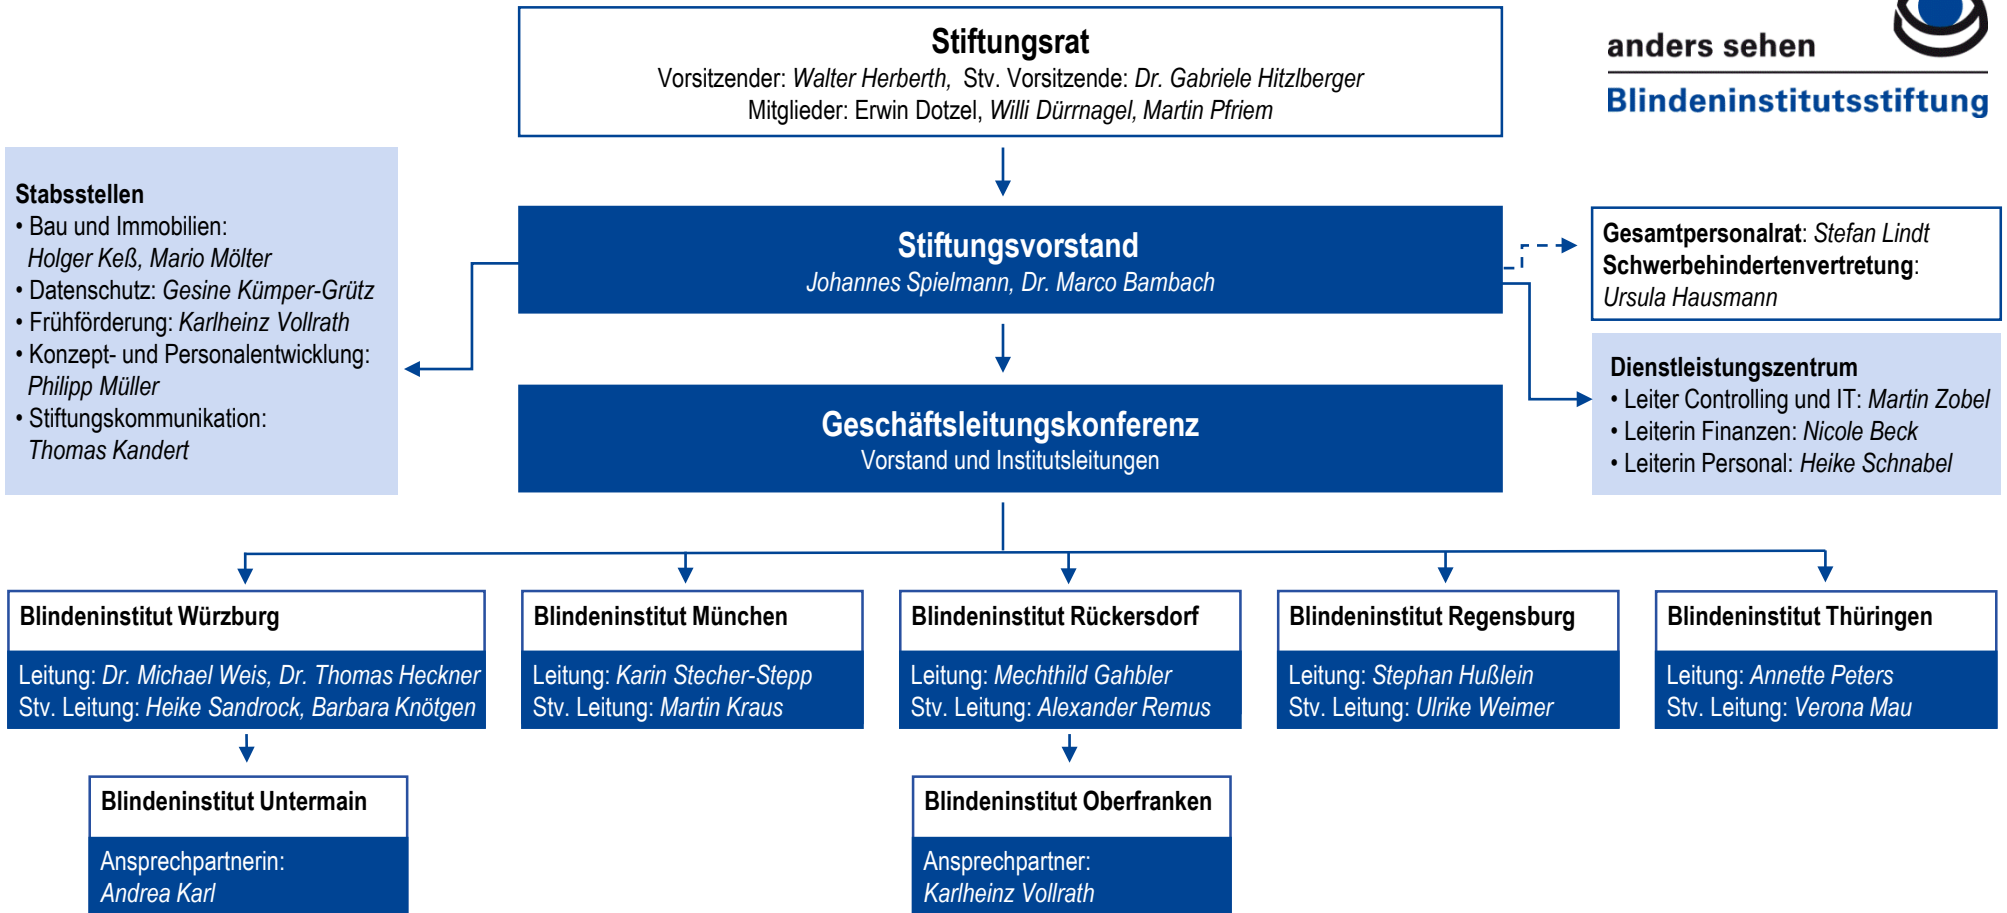 Stiftungsrat
Vorsitzender: Walter Herberth, Stv. Vorsitzende: Dr. Gabriele Hitzlberger
Mitglieder: Erwin Dotzel, Willi Dürrnagel, Martin Pfriem
anders sehen
Blindeninstitutsstiftung
Stabsstellen
• Bau und Immobilien:
Holger Keß, Mario Mölter
• Datenschutz: Gesine Kümper-Grütz
• Frühförderung: Karlheinz Vollrath
• Konzept- und Personalentwicklung:
Philipp Müller
• Stiftungskommunikation:
Thomas Kandert
Stiftungsvorstand
Johannes Spielmann, Dr. Marco Bambach
Gesamtpersonalrat: Stefan Lindt
Schwerbehindertenvertretung:
Ursula Hausmann
Dienstleistungszentrum
• Leiter Controlling und IT: Martin Zobel
• Leiterin Finanzen: Nicole Beck
• Leiterin Personal: Heike Schnabel
Geschäftsleitungskonferenz
Vorstand und Institutsleitungen
Blindeninstitut Würzburg
Leitung: Dr. Michael Weis, Dr. Thomas Heckner
Stv. Leitung: Heike Sandrock, Barbara Knötgen
Blindeninstitut München
Leitung: Karin Stecher-Stepp
Stv. Leitung: Martin Kraus
Blindeninstitut Rückersdorf
Leitung: Mechthild Gahbler
Stv. Leitung: Alexander Remus
Blindeninstitut Regensburg
Leitung: Stephan Hußlein
Stv. Leitung: Ulrike Weimer
Blindeninstitut Thüringen
Leitung: Annette Peters
Stv. Leitung: Verona Mau
Blindeninstitut Untermain
Ansprechpartnerin:
Andrea Karl
Blindeninstitut Oberfranken
Ansprechpartner:
Karlheinz Vollrath